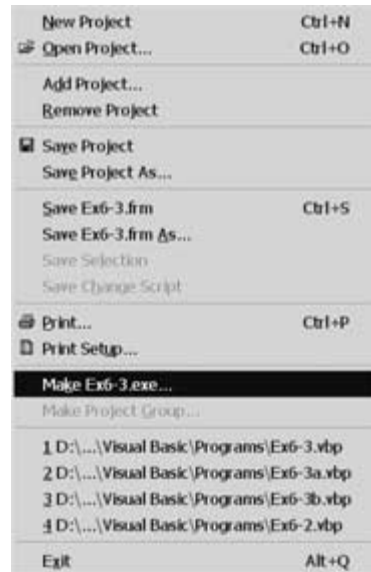 New Project Ctrl+N
Open Project... Ctrl+O
Add Project...
Remove Project
Save Project
Save Project As...
Save Ex6-3.frm Ctrl+S
Save Ex6-3.frm As...
Save Selection
Save Change Script
Print... Ctrl+P
Print Setup...
Make Ex6-3.exe...
Make Project Group...
1 D:\...\Visual Basic\Programs\Ex6-3.vbp
2 D:\...\Visual Basic\Programs\Ex6-3a.vbp
3 D:\...\Visual Basic\Programs\Ex6-3b.vbp
4 D:\...\Visual Basic\Programs\Ex6-2.vbp
Exit Alt+Q